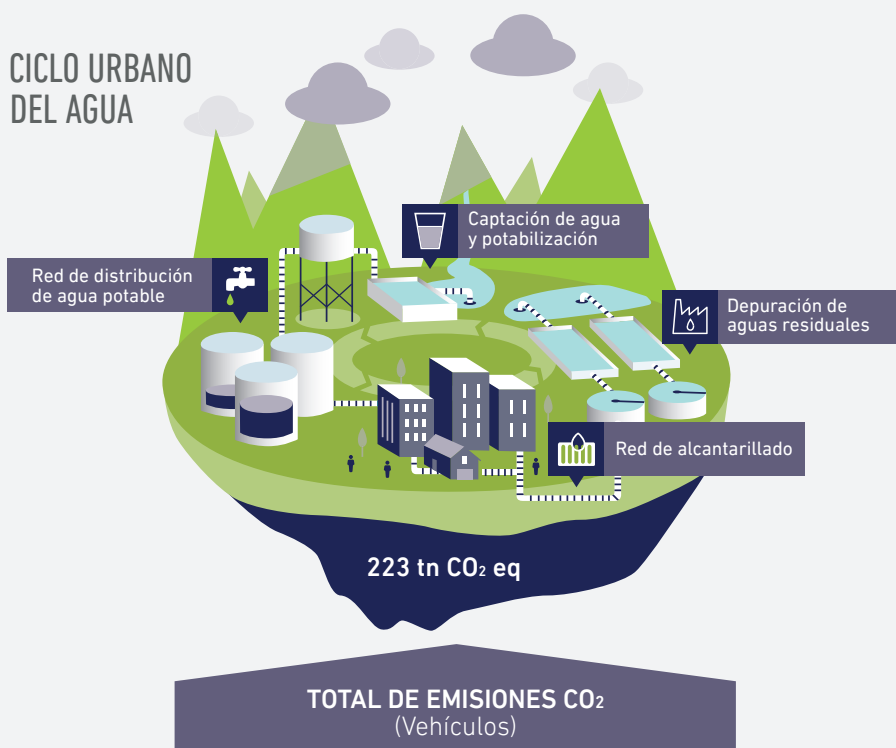 CICLO URBANO
DEL AGUA
Captación de agua
y potabilización
Red de distribución
de agua potable
Depuración de
aguas residuales
Red de alcantarillado
223 tn CO₂ eq
TOTAL DE EMISIONES CO₂
(Vehículos)